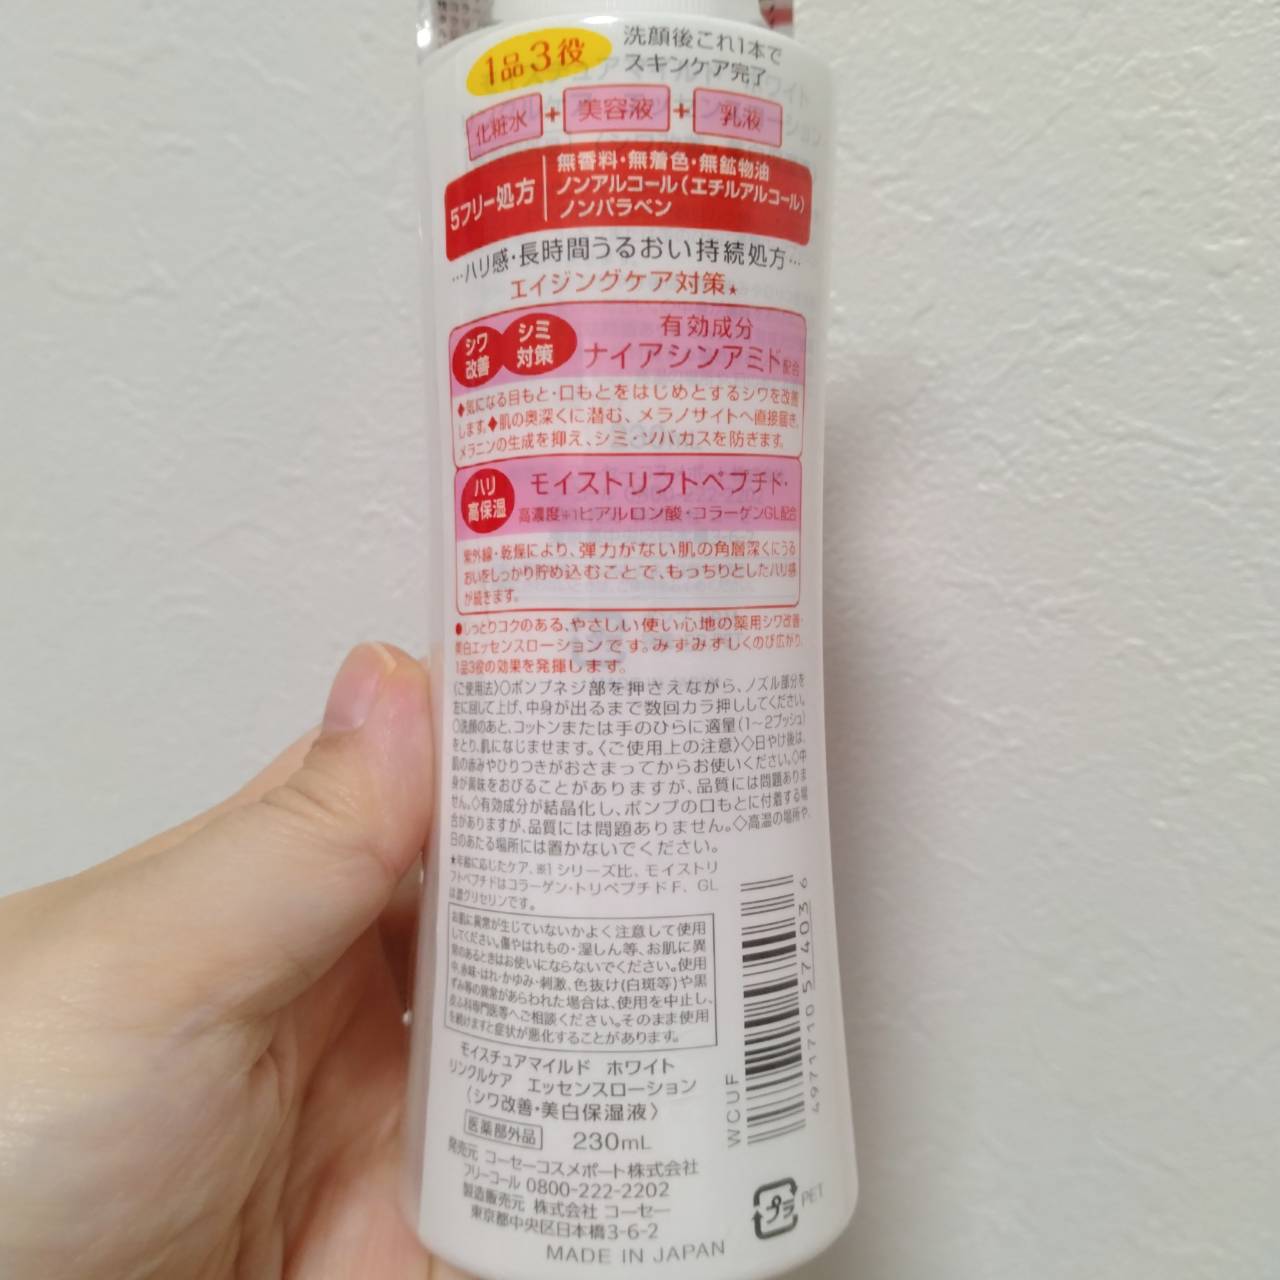 1品3役
洗顔後これ1本で
スキンケア完了
化粧水 + 美容液 + 乳液
5フリー処方
無香料・無着色・無鉱物油
ノンアルコール(エチルアルコール)
ノンパラベン
…ハリ感・長時間うるおい持続処方…
エイジングケア対策★
シワ改善 シミ対策
有効成分
ナイアシンアミド配合
◆気になる目もと・口もとをはじめとするシワを改善
します。◆肌の奥深くに潜む、メラノサイトへ直接届き、
メラニンの生成を抑え、シミ・ソバカスを防ぎます。
ハリ高保湿
モイストリフトペプチド・
高濃度※1ヒアルロン酸・コラーゲンGL配合
紫外線・乾燥により、弾力がない肌の角層深くにうる
おいをしっかり貯め込むことで、もっちりとしたハリ感
が続きます。
●しっとりコクのある、やさしい使い心地の薬用シワ改善・
美白エッセンスローションです。みずみずしくのび広がり、
1品3役の効果を発揮します。
〈ご使用法〉○ポンプネジ部を押さえながら、ノズル部分を
左に回して上げ、中身が出るまで数回カラ押ししてください。
○洗顔のあと、コットンまたは手のひらに適量(1〜2プッシュ)
をとり、肌になじませます。〈ご使用上の注意〉◇日やけ後は、
肌の赤みやひりつきがおさまってからお使いください。◇中
身が黄味をおびることがありますが、品質には問題ありま
せん。◇有効成分が結晶化し、ポンプの口もとに付着する場
合がありますが、品質には問題ありません。◇高温の場所や、
日のあたる場所には置かないでください。
★年齢に応じたケア、※1 シリーズ比、モイストリ
フトペプチドはコラーゲン・トリペプチドF、GL
は濃グリセリンです。
お肌に異常が生じていないかよく注意して使用
してください。傷やはれもの・湿しん等、お肌に異
常のあるときはお使いにならないでください。使用
中、赤味・はれ・かゆみ・刺激、色抜け(白斑等)や黒
ずみ等の異常があらわれた場合は、使用を中止し、
皮ふ科専門医等へご相談ください。そのまま使用
を続けますと症状が悪化することがあります。
モイスチュアマイルド ホワイト
リンクルケア エッセンスローション
〈シワ改善・美白保湿液〉
医薬部外品 230mL
発売元 コーセーコスメポート株式会社
フリーコール 0800-222-2202
製造販売元 株式会社 コーセー
東京都中央区日本橋3-6-2
MADE IN JAPAN
WCUF
4971710574036
プラ PET